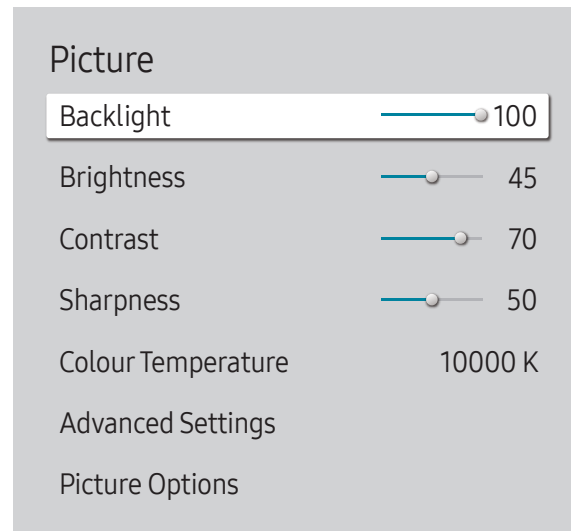 Picture
Backlight 100
Brightness 45
Contrast 70
Sharpness 50
Colour Temperature 10000 K
Advanced Settings
Picture Options